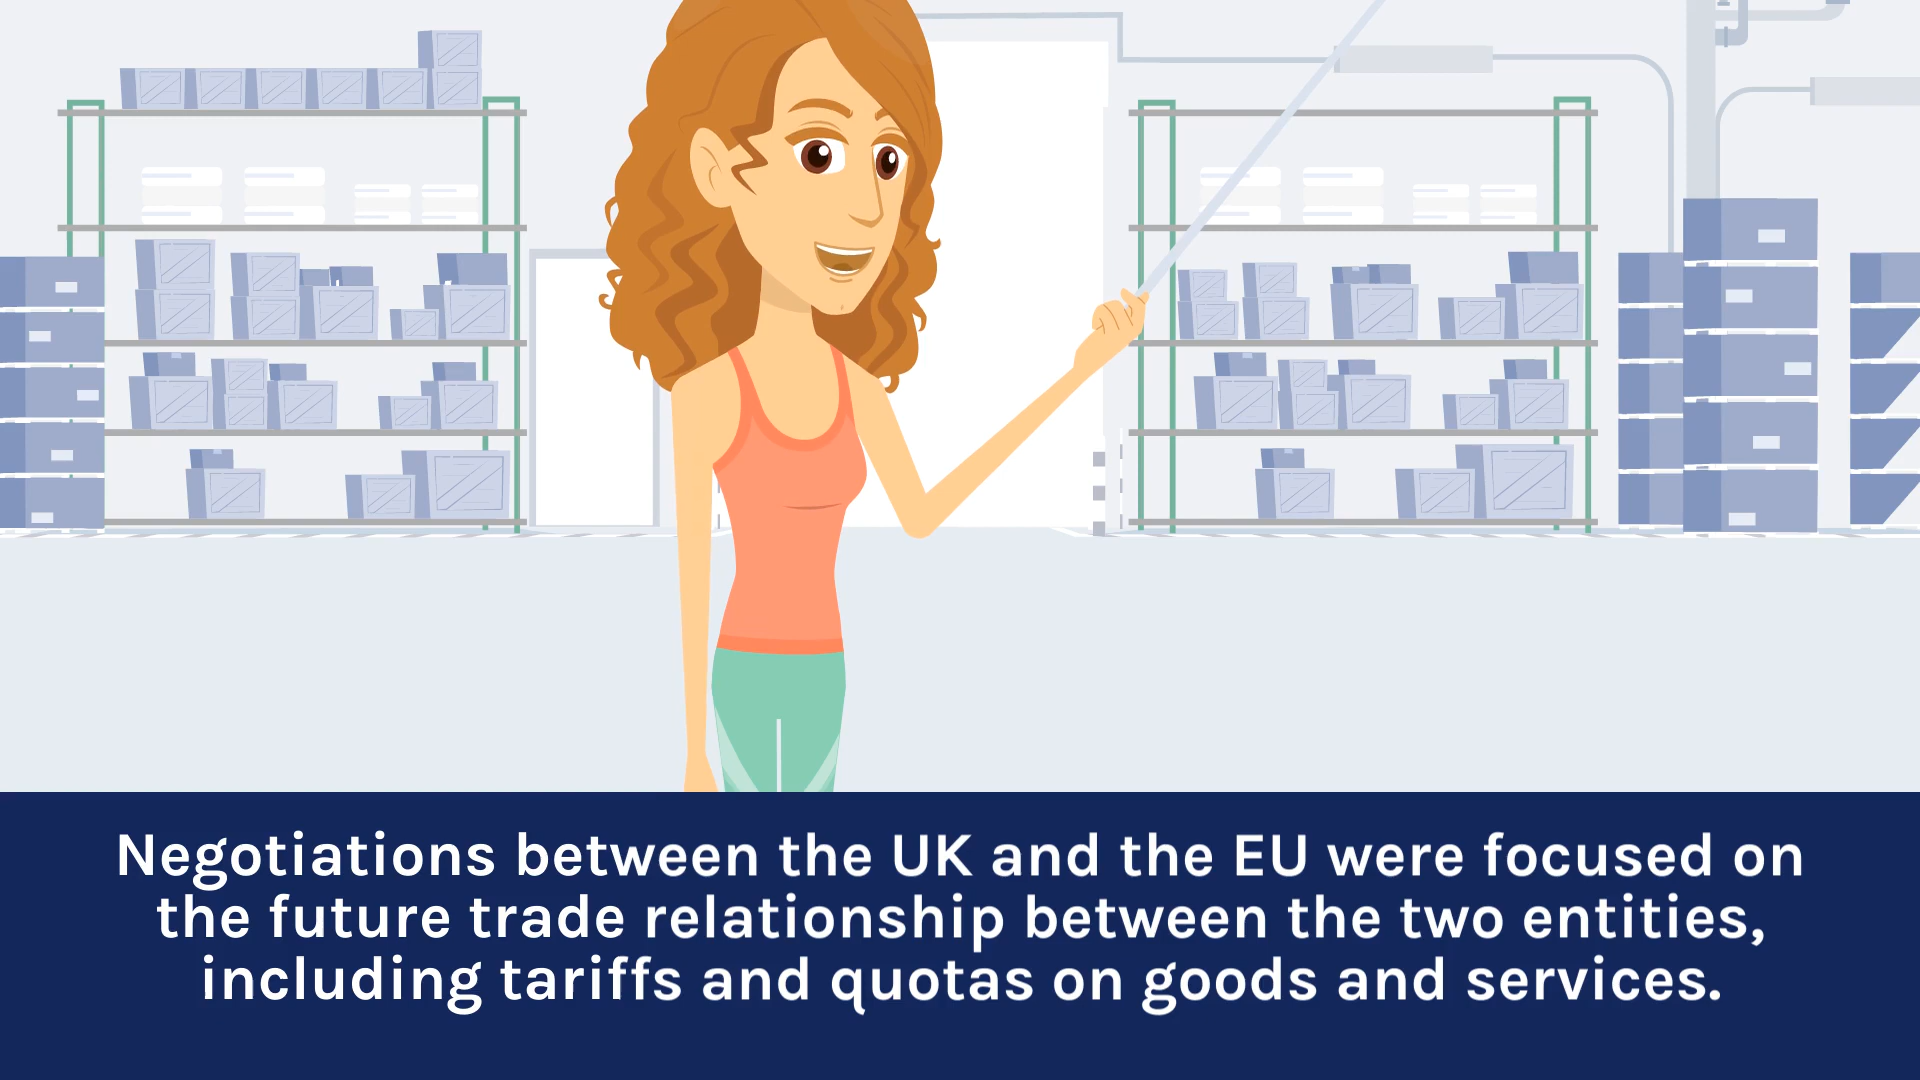 Negotiations between the UK and the EU were focused on
the future trade relationship between the two entities,
including tariffs and quotas on goods and services.